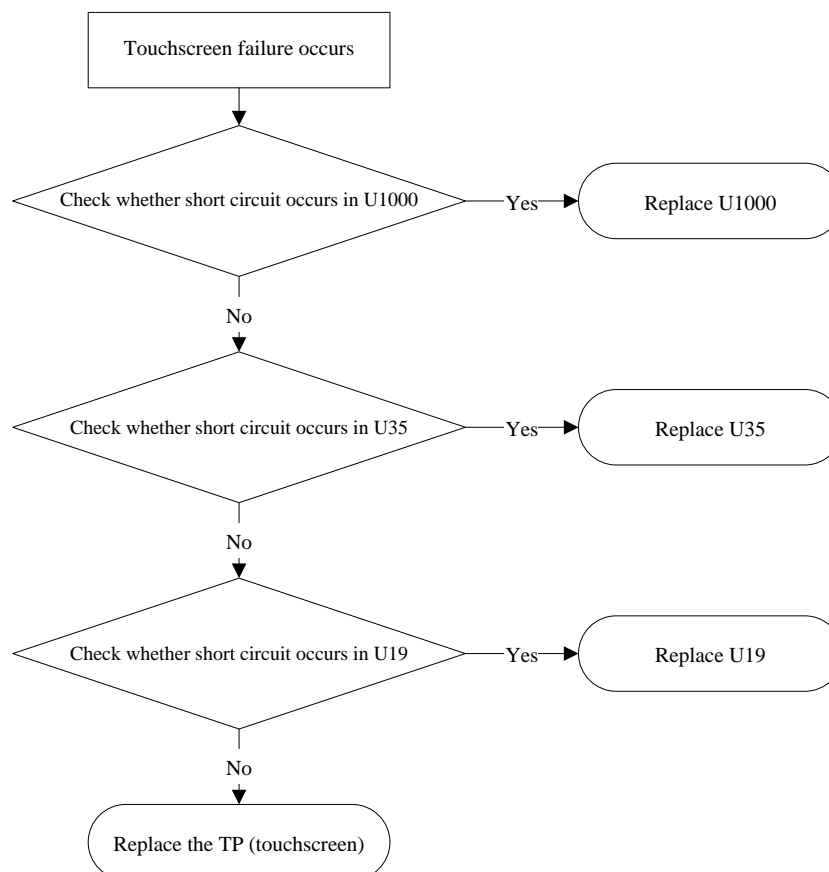 Touchscreen failure occurs
Check whether short circuit occurs in U1000
Yes
Replace U1000
No
Check whether short circuit occurs in U35
Yes
Replace U35
No
Check whether short circuit occurs in U19
Yes
Replace U19
No
Replace the TP (touchscreen)